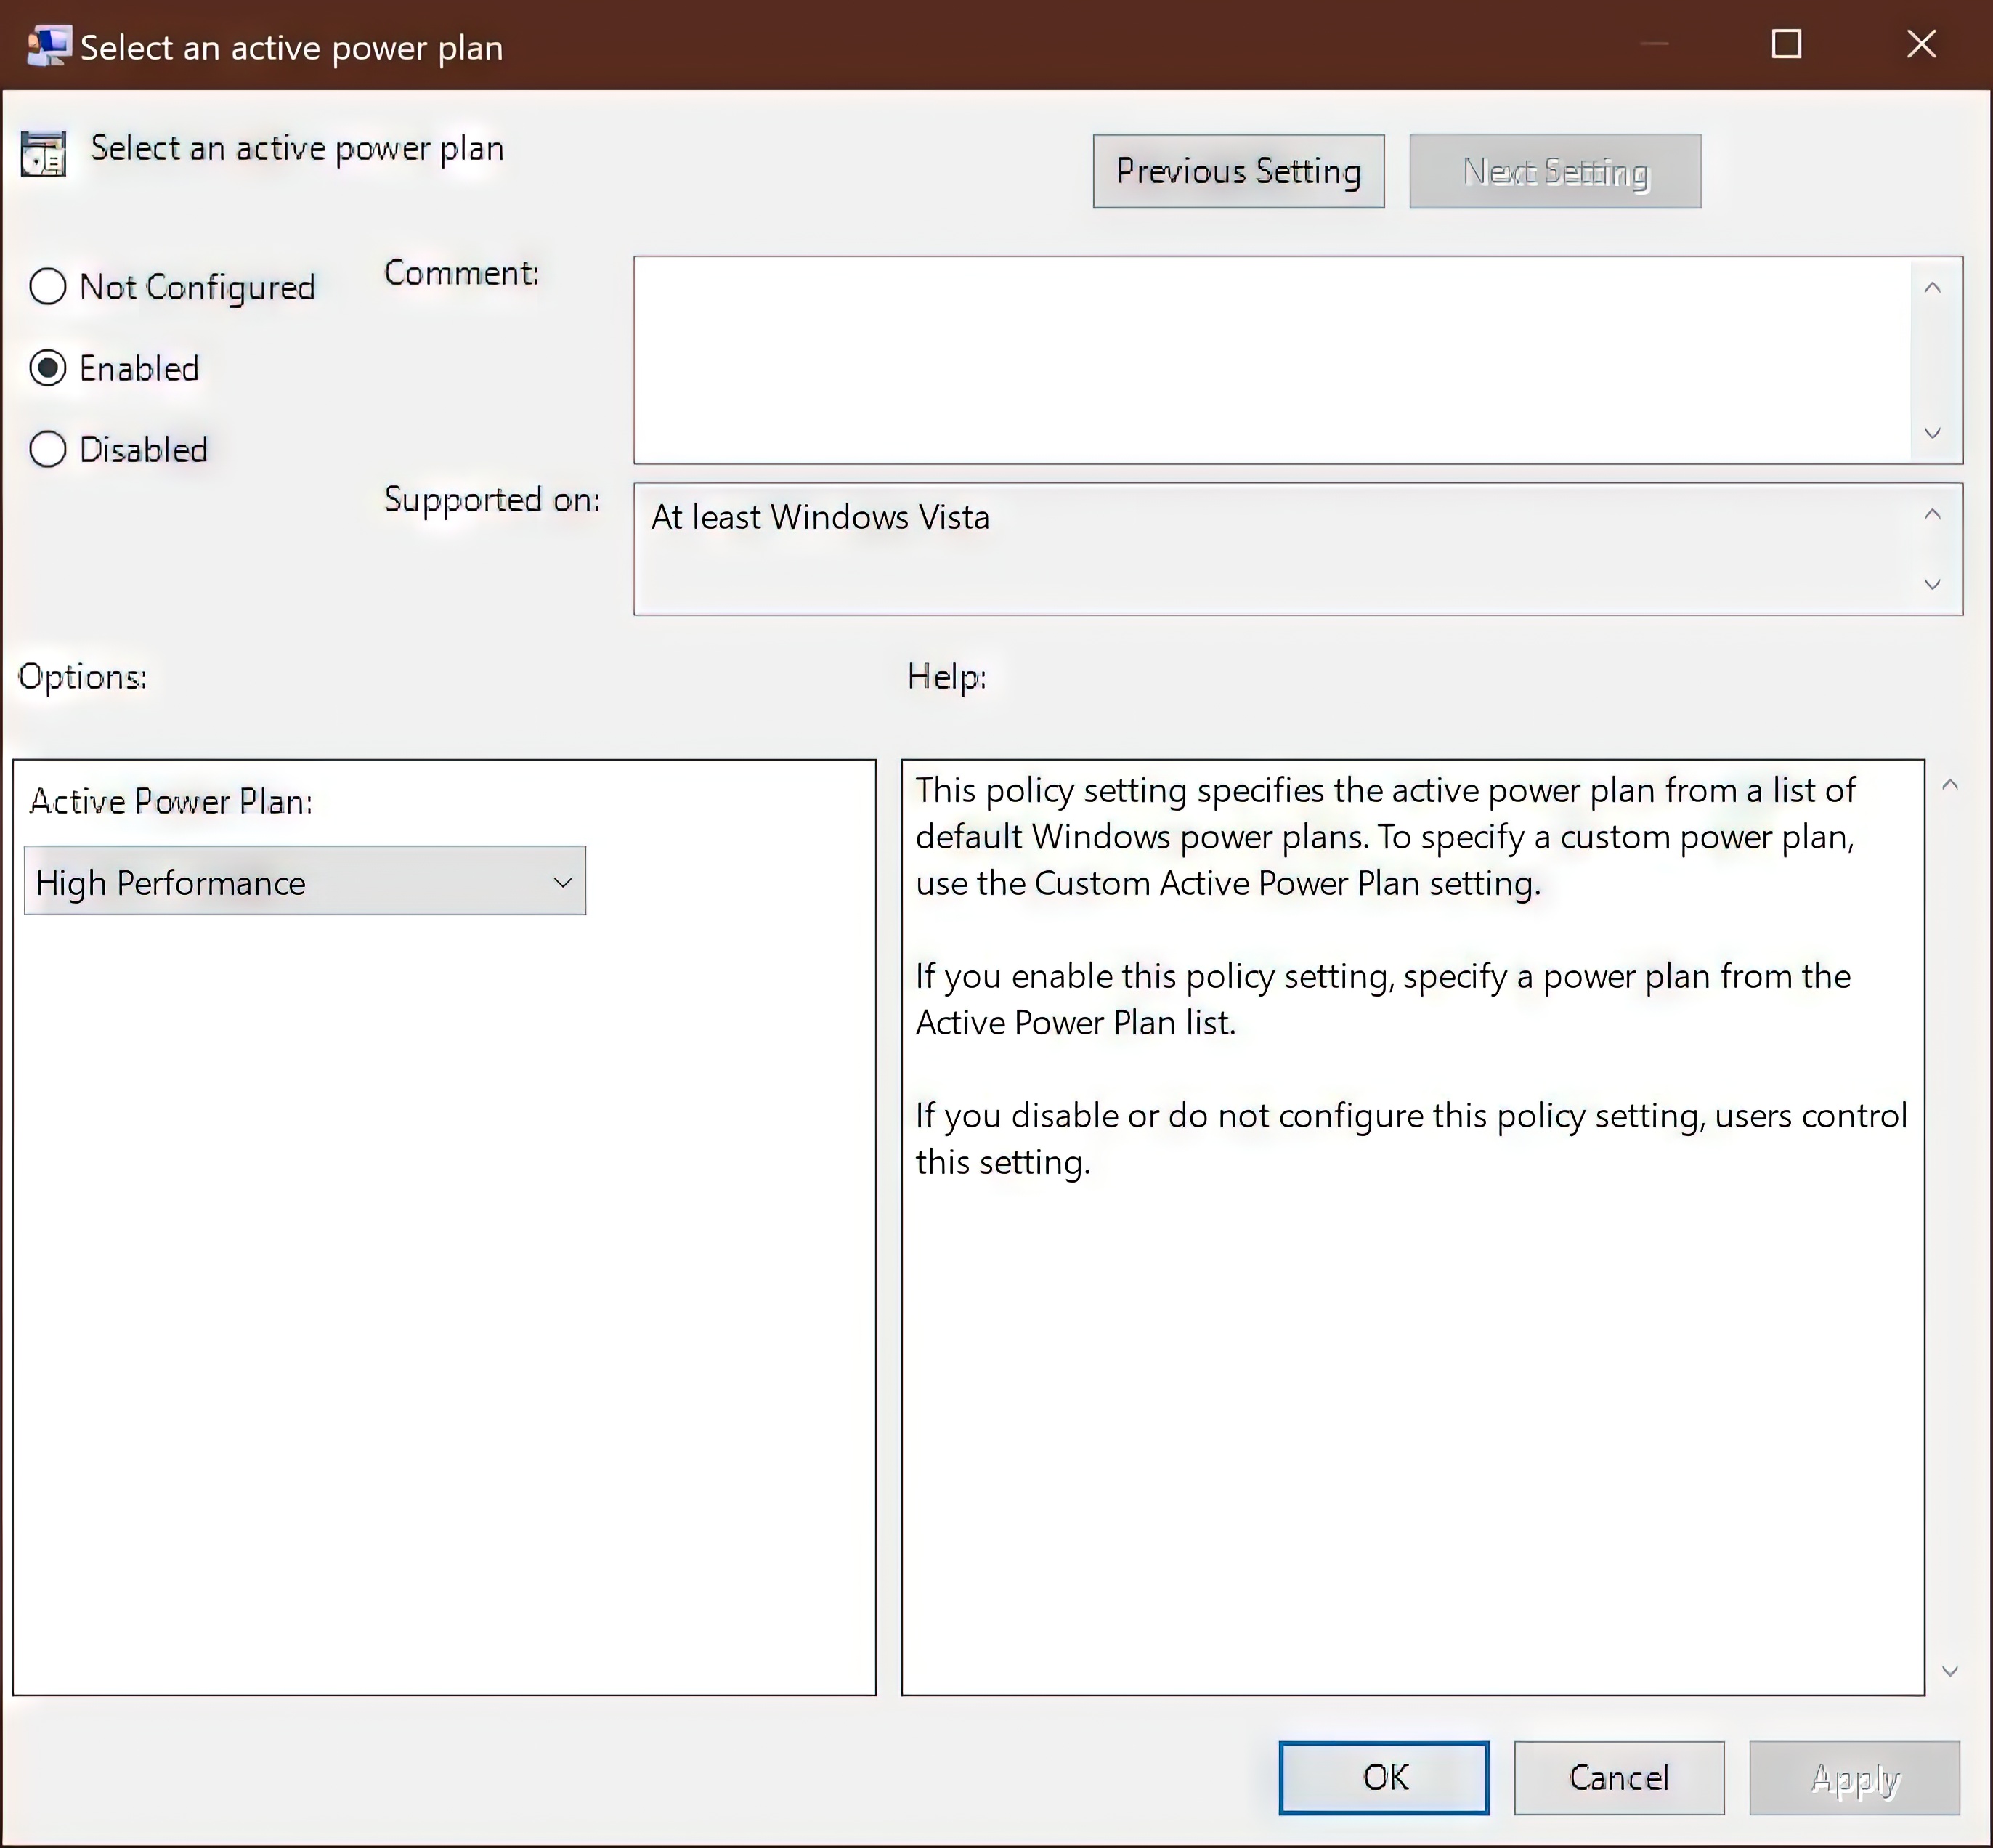 Select an active power plan
Select an active power plan
Previous Setting
Next Setting
Not Configured
Enabled
Disabled
Comment:
Supported on:
At least Windows Vista
Options:
Help:
Active Power Plan:
High Performance
This policy setting specifies the active power plan from a list of
default Windows power plans. To specify a custom power plan,
use the Custom Active Power Plan setting.
If you enable this policy setting, specify a power plan from the
Active Power Plan list.
If you disable or do not configure this policy setting, users control
this setting.
OK
Cancel
Apply